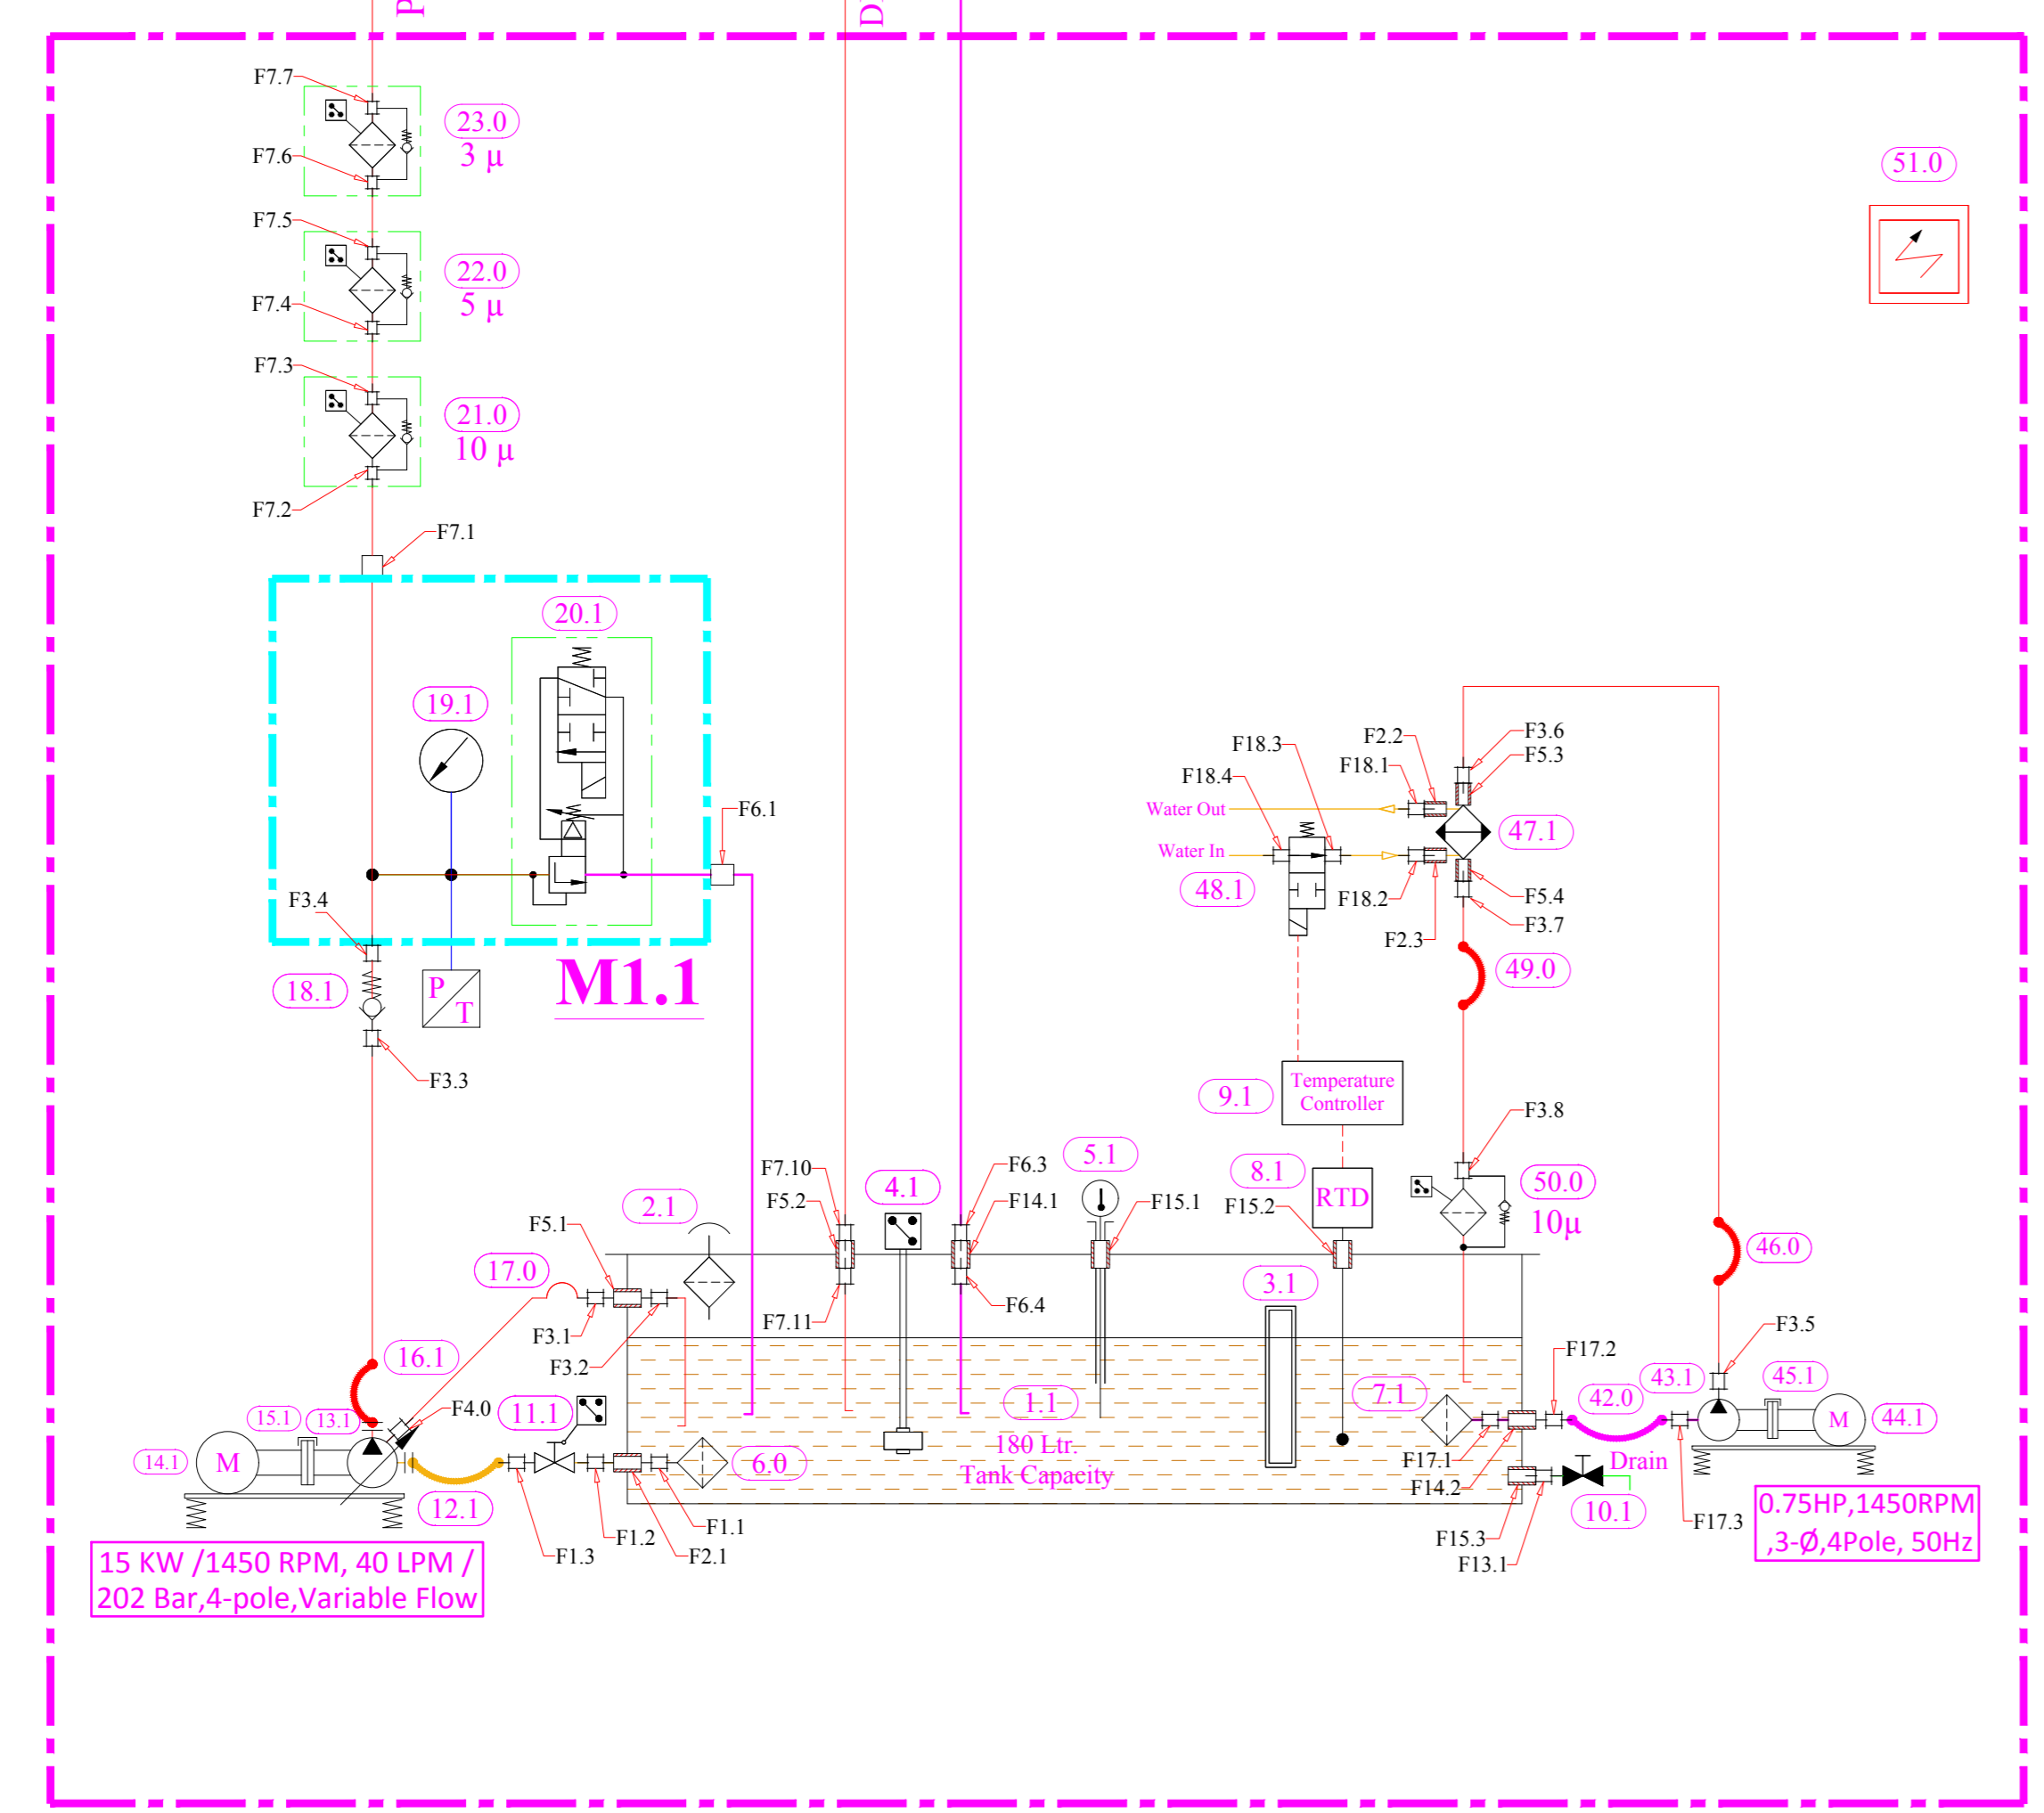 P
D
F7.7
23.0
3 µ
F7.6
51.0
F7.5
22.0
5 µ
F7.4
F7.3
21.0
10 µ
F7.2
F7.1
20.1
19.1
F6.1
F3.4
18.1
P
T
M1.1
F3.3
F2.2
F3.6
F18.3
F5.3
F18.1
F18.4
Water Out
47.1
Water In
48.1
F18.2
F5.4
F3.7
F2.3
49.0
9.1
Temperature
Controller
F3.8
F7.10
F6.3
5.1
8.1
RTD
50.0
10µ
F5.2
4.1
F14.1
F15.1
F15.2
2.1
F5.1
17.0
46.0
3.1
F6.4
F7.11
F3.1
F3.2
F3.5
F17.2
16.1
43.1
45.1
7.1
42.0
1.1
15.1
13.1
F4.0
11.1
M
44.1
180 Ltr.
Tank Capacity
14.1
M
6.0
F17.1
F14.2
Drain
12.1
10.1
F17.3
F1.1
F1.2
F2.1
F1.3
F15.3
F13.1
0.75HP,1450RPM
,3-Ø,4Pole, 50Hz
15 KW /1450 RPM, 40 LPM /
202 Bar,4-pole,Variable Flow